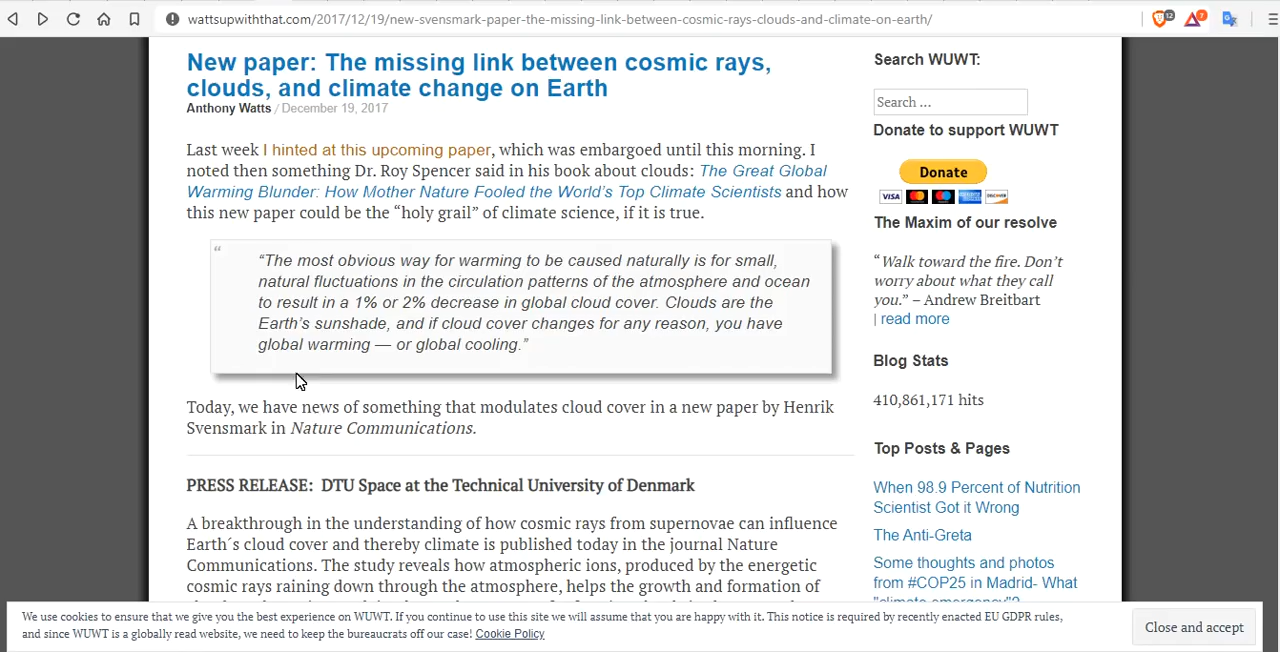 wattsupwiththat.com/2017/12/19/new-svensmark-paper-the-missing-link-between-cosmic-rays-clouds-and-climate-on-earth/
12
7
New paper: The missing link between cosmic rays,
clouds, and climate change on Earth
Anthony Watts / December 19, 2017
Last week I hinted at this upcoming paper, which was embargoed until this morning. I
noted then something Dr. Roy Spencer said in his book about clouds: The Great Global
Warming Blunder: How Mother Nature Fooled the World’s Top Climate Scientists and how
this new paper could be the “holy grail” of climate science, if it is true.
“
“The most obvious way for warming to be caused naturally is for small,
natural fluctuations in the circulation patterns of the atmosphere and ocean
to result in a 1% or 2% decrease in global cloud cover. Clouds are the
Earth’s sunshade, and if cloud cover changes for any reason, you have
global warming — or global cooling.”
Today, we have news of something that modulates cloud cover in a new paper by Henrik
Svensmark in Nature Communications.
PRESS RELEASE: DTU Space at the Technical University of Denmark
A breakthrough in the understanding of how cosmic rays from supernovae can influence
Earth´s cloud cover and thereby climate is published today in the journal Nature
Communications. The study reveals how atmospheric ions, produced by the energetic
cosmic rays raining down through the atmosphere, helps the growth and formation of
Search WUWT:
Search …
Donate to support WUWT
Donate
VISA
DISCOVER
The Maxim of our resolve
“Walk toward the fire. Don’t
worry about what they call
you.” – Andrew Breitbart
| read more
Blog Stats
410,861,171 hits
Top Posts & Pages
When 98.9 Percent of Nutrition
Scientist Got it Wrong
The Anti-Greta
Some thoughts and photos
from #COP25 in Madrid- What
"climate emergency"?
We use cookies to ensure that we give you the best experience on WUWT. If you continue to use this site we will assume that you are happy with it. This notice is required by recently enacted EU GDPR rules,
and since WUWT is a globally read website, we need to keep the bureaucrats off our case! Cookie Policy
Close and accept